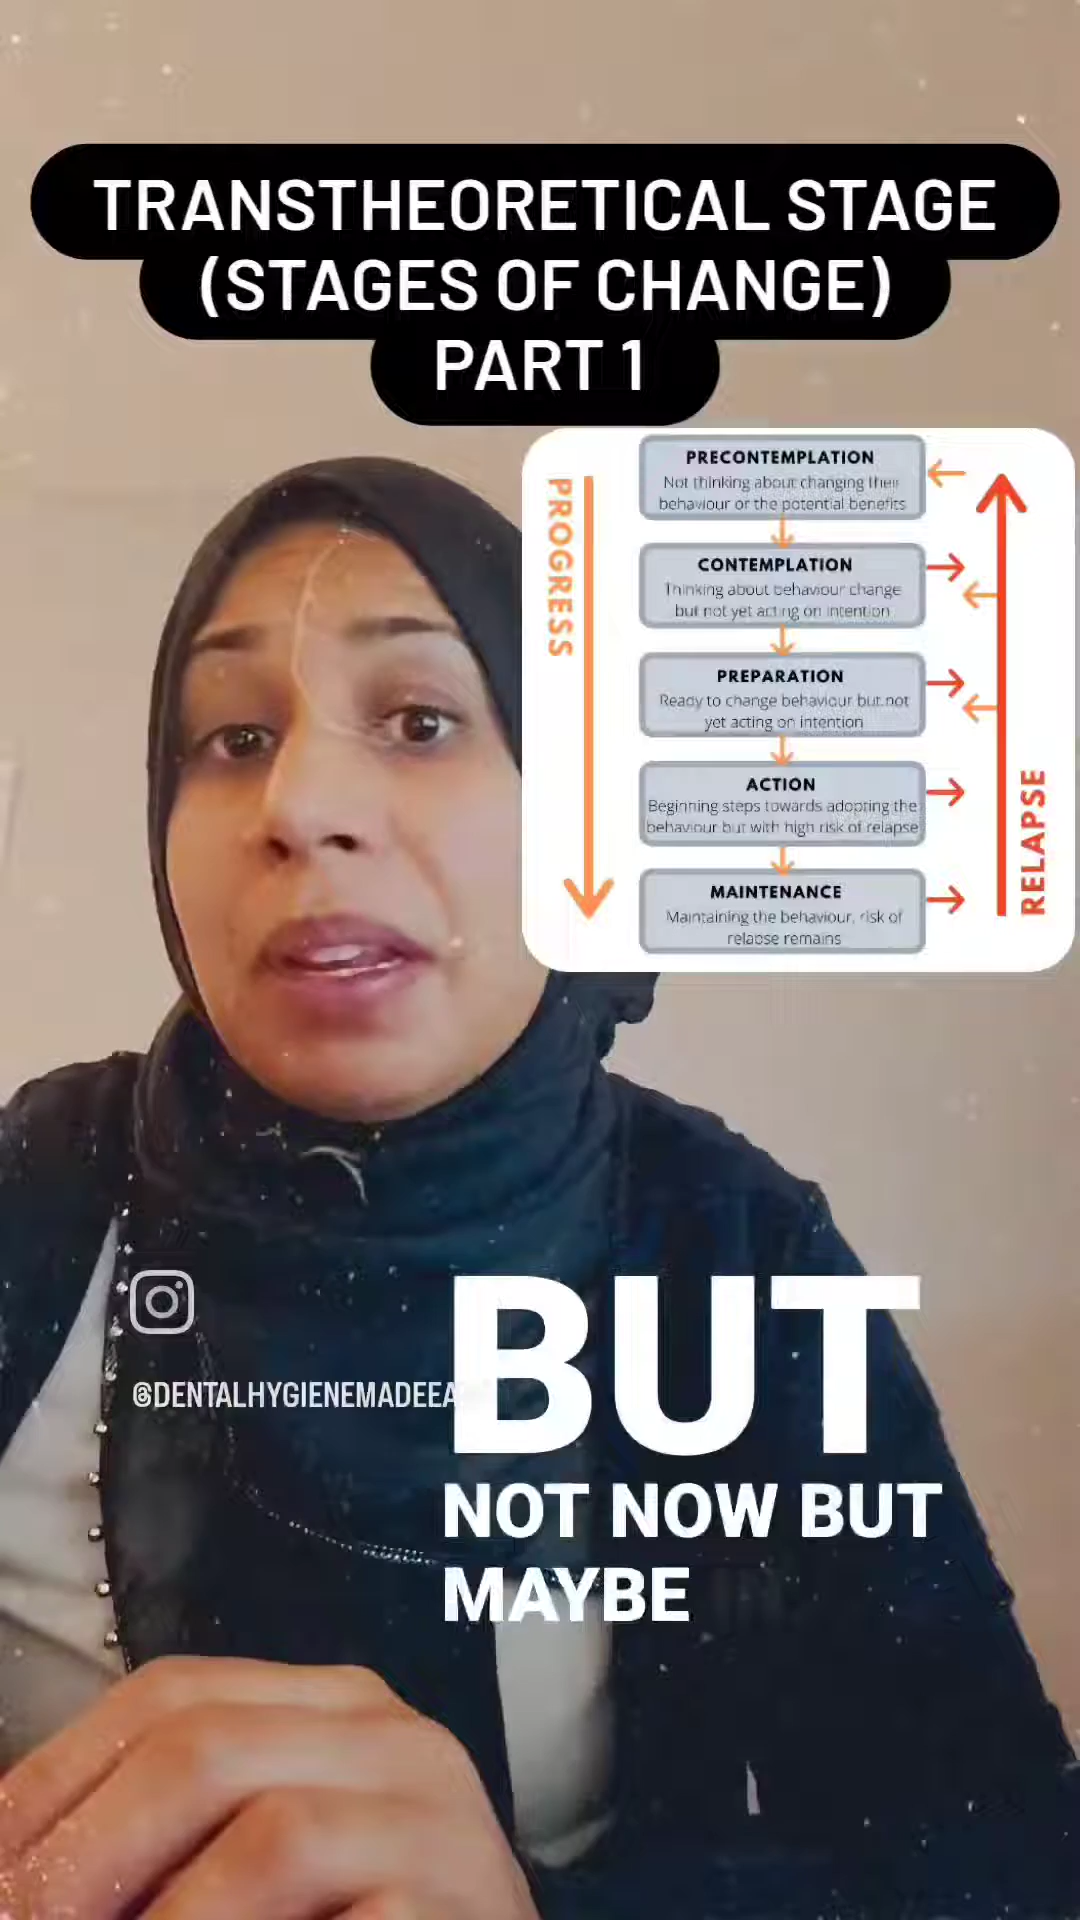 TRANSTHEORETICAL STAGE
(STAGES OF CHANGE)
PART 1
PROGRESS
PRECONTEMPLATION
Not thinking about changing their
behaviour or the potential benefits
CONTEMPLATION
Thinking about behaviour change
but not yet acting on intention
PREPARATION
Ready to change behaviour but not
yet acting on intention
ACTION
Beginning steps towards adopting the
behaviour but with high risk of relapse
MAINTENANCE
Maintaining the behaviour, risk of
relapse remains
RELAPSE
BUT
NOT NOW BUT
MAYBE